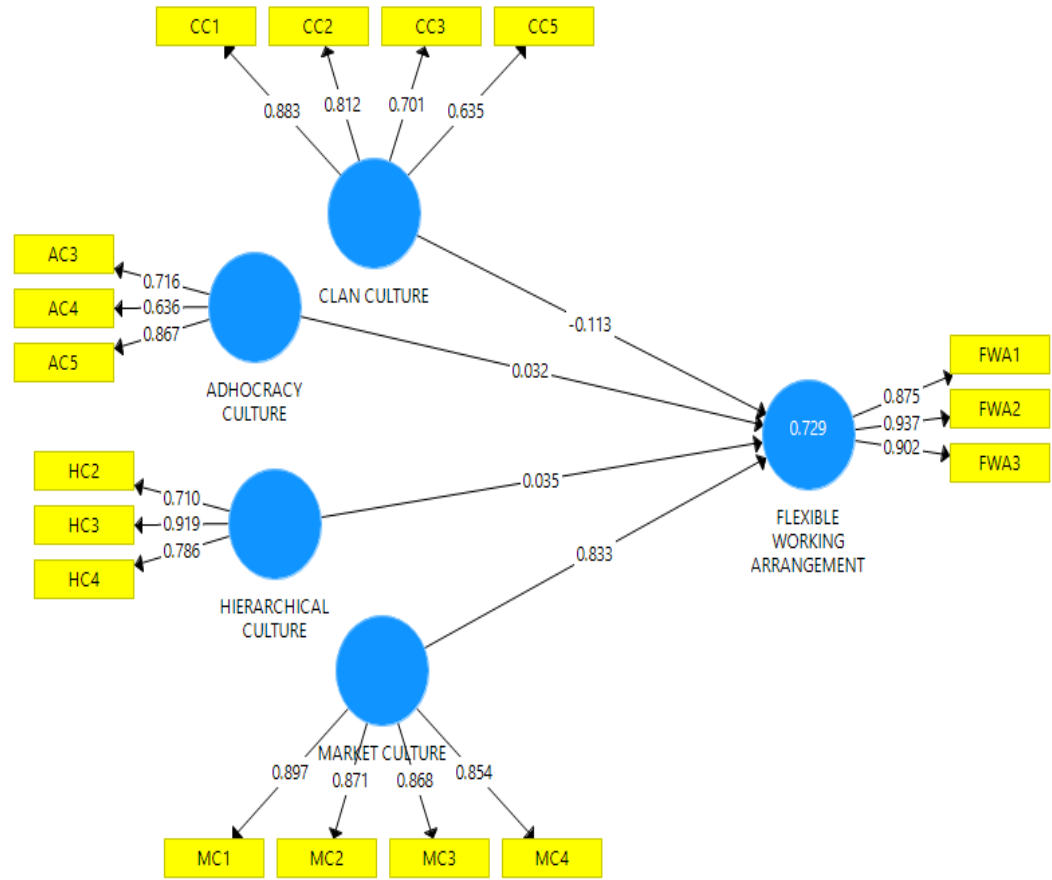 CC1 CC2 CC3 CC5
0.883 0.812 0.701 0.635
CLAN CULTURE
AC3
AC4
AC5
0.716
0.636
0.867
ADHOCRACY
CULTURE
-0.113
0.032
HC2
HC3
HC4
0.710
0.919
0.786
HIERARCHICAL
CULTURE
0.035
0.833
0.729
FLEXIBLE
WORKING
ARRANGEMENT
0.875
0.937
0.902
FWA1
FWA2
FWA3
MARKET CULTURE
0.897 0.871 0.868 0.854
MC1 MC2 MC3 MC4